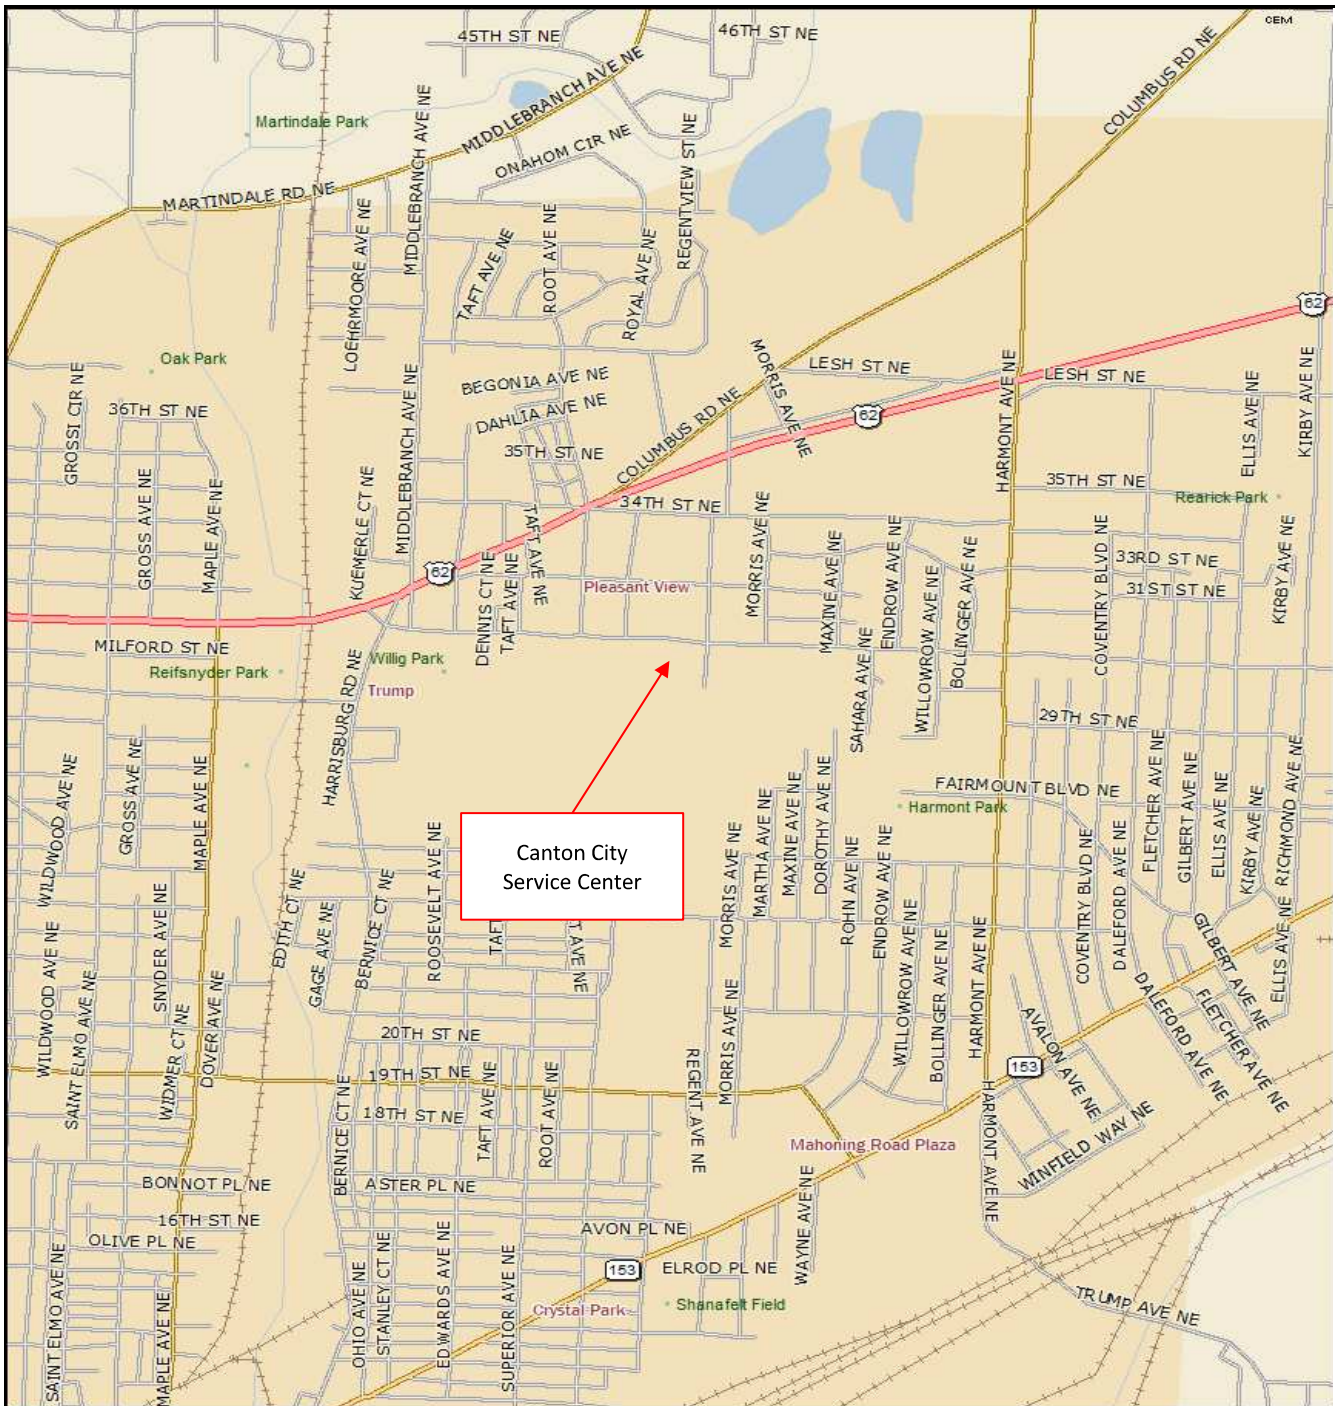 CEM
45TH ST NE
46TH ST NE
COLUMBUS RD NE
MIDDLEBRANCH AVE NE
Martindale Park
MIDDLEBRANCH AVE NE
ONAHOM CIR NE
REGENTVIEW ST NE
MARTINDALE RD NE
LOEHRMOORE AVE NE
TAFT AVE NE
ROOT AVE NE
ROYAL AVE NE
62
Oak Park
MORRIS AVE NE
LESH ST NE
HARMONT AVE NE
LESH ST NE
ELLIS AVE NE
KIRBY AVE NE
GROSSI CIR NE
36TH ST NE
MIDDLEBRANCH AVE NE
BEGONIA AVE NE
DAHLIA AVE NE
COLUMBUS RD NE
62
35TH ST NE
GROSS AVE NE
MAPLE AVE NE
KUEMERLE CT NE
34TH ST NE
35TH ST NE
Rearick Park
62
DENNIS CT NE
TAFT AVE NE
TAFT AVE NE
Pleasant View
MORRIS AVE NE
MAXINE AVE NE
ENDROW AVE NE
WILLOWROW AVE NE
BOLLINGER AVE NE
COVENTRY BLVD NE
33RD ST NE
31ST ST NE
KIRBY AVE NE
MILFORD ST NE
Reifsnyder Park
Willig Park
Trump
HARRISBURG RD NE
SAHARA AVE NE
29TH ST NE
WILDWOOD AVE NE
GROSS AVE NE
MAPLE AVE NE
FAIRMOUNT BLVD NE
Harmont Park
FLETCHER AVE NE
GILBERT AVE NE
ELLIS AVE NE
KIRBY AVE NE
RICHMOND AVE NE
Canton City
Service Center
MORRIS AVE NE
MARTHA AVE NE
MAXINE AVE NE
DOROTHY AVE NE
ROHN AVE NE
ENDROW AVE NE
COVENTRY BLVD NE
DALEFORD AVE NE
WILDWOOD AVE NE
SAINT ELMO AVE NE
SNYDER AVE NE
WIDMER CT NE
DOVER AVE NE
EDITH CT NE
GAGE AVE NE
BERNICE CT NE
ROOSEVELT AVE NE
TAFT
T AVE NE
WILLOWROW AVE NE
BOLLINGER AVE NE
HARMONT AVE NE
GILBERT AVE NE
ELLIS AVE NE
DALEFORD AVE NE
FLETCHER AVE NE
AVALON AVE NE
20TH ST NE
19TH ST NE
18TH ST NE
BERNICE CT NE
TAFT AVE NE
ROOT AVE NE
REGENT AVE NE
MORRIS AVE NE
153
HARMONT AVE NE
WINFIELD WAY NE
Mahoning Road Plaza
BONNOT PL NE
ASTER PL NE
16TH ST NE
OLIVE PL NE
AVON PL NE
WAYNE AVE NE
153
ELROD PL NE
Crystal Park
Shanafelt Field
TRUMP AVE NE
SAINT ELMO AVE NE
MAPLE AVE NE
OHIO AVE NE
STANLEY CT NE
EDWARDS AVE NE
SUPERIOR AVE NE